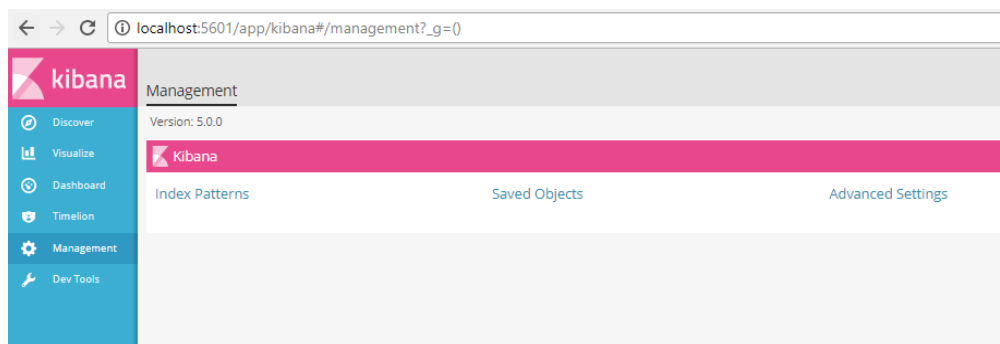 localhost:5601/app/kibana#/management?_g=()
kibana
Management
Discover
Version: 5.0.0
Visualize
Kibana
Dashboard
Index Patterns
Saved Objects
Advanced Settings
Timelion
Management
Dev Tools